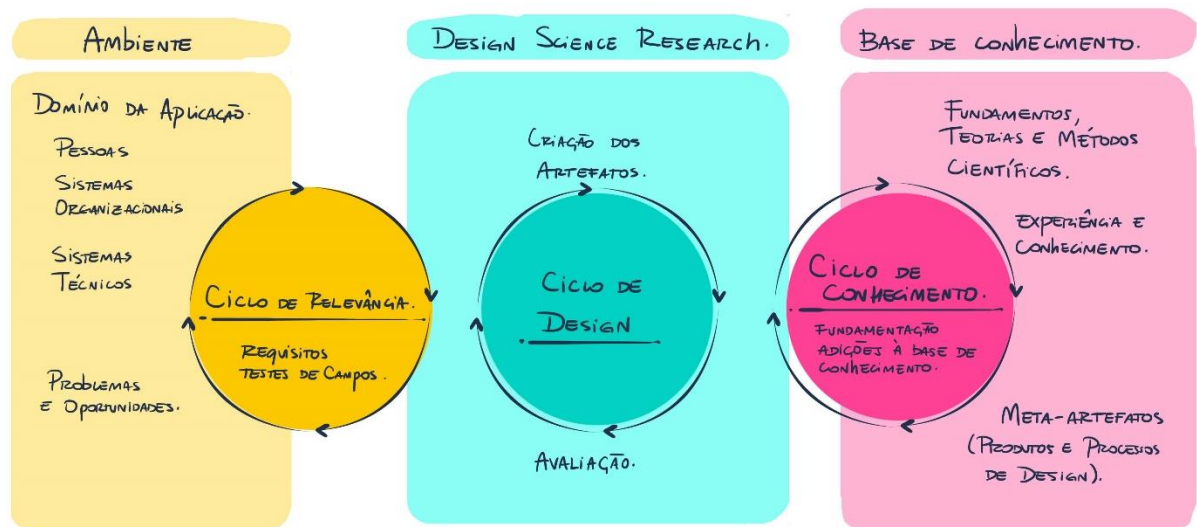 AMBIENTE
DESIGN SCIENCE RESEARCH.
BASE DE CONHECIMENTO.
DOMÍNIO DA APLICAÇÃO.
PESSOAS
SISTEMAS
ORGANIZACIONAIS
SISTEMAS
TÉCNICOS
PROBLEMAS
E OPORTUNIDADES.
CICLO DE RELEVÂNCIA.
REQUISITOS
TESTES DE CAMPOS.
CRIAÇÃO DOS
ARTEFATOS.
CICLO DE
DESIGN
AVALIAÇÃO.
FUNDAMENTOS,
TEORIAS E MÉTODOS
CIENTÍFICOS.
EXPERIÊNCIA E
CONHECIMENTO.
CICLO DE
CONHECIMENTO.
FUNDAMENTAÇÃO
ADIÇÕES À BASE DE
CONHECIMENTO.
META-ARTEFATOS
(PRODUTOS E PROCESSOS
DE DESIGN).